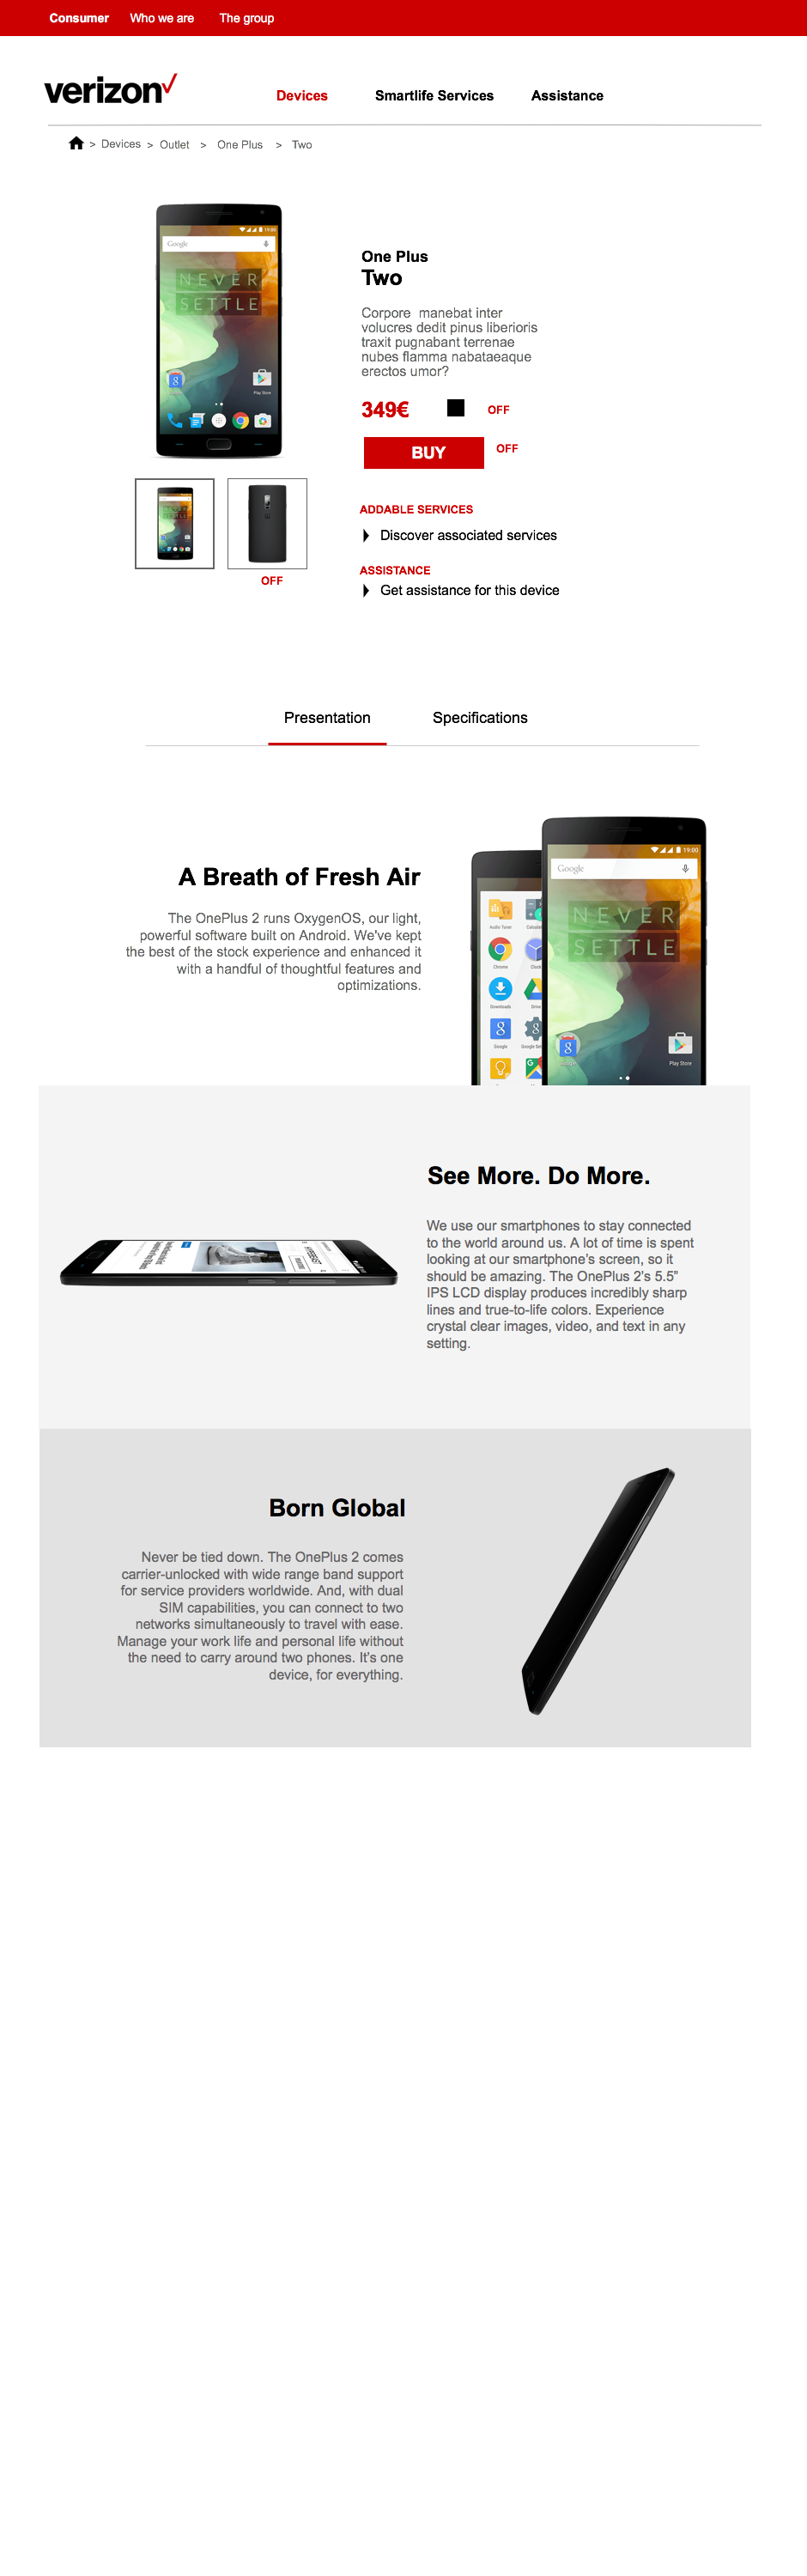 Consumer Who we are The group
verizon
Devices Smartlife Services Assistance
> Devices > Outlet > One Plus > Two
19:00
Google
NEVER
SETTLE
Play Store
One Plus
Two
Corpore manebat inter
volucres dedit pinus liberioris
traxit pugnabant terrenae
nubes flamma nabataeaque
erectos umor?
349€ OFF
BUY OFF
OFF
ADDABLE SERVICES
Discover associated services
ASSISTANCE
Get assistance for this device
Presentation Specifications
A Breath of Fresh Air
The OnePlus 2 runs OxygenOS, our light,
powerful software built on Android. We've kept
the best of the stock experience and enhanced it
with a handful of thoughtful features and
optimizations.
19:00
Google
NEVER
SETTLE
Audio Tuner
Chrome Clock
Downloads Drive
Google
Play Store
See More. Do More.
We use our smartphones to stay connected
to the world around us. A lot of time is spent
looking at our smartphone's screen, so it
should be amazing. The OnePlus 2's 5.5”
IPS LCD display produces incredibly sharp
lines and true-to-life colors. Experience
crystal clear images, video, and text in any
setting.
Born Global
Never be tied down. The OnePlus 2 comes
carrier-unlocked with wide range band support
for service providers worldwide. And, with dual
SIM capabilities, you can connect to two
networks simultaneously to travel with ease.
Manage your work life and personal life without
the need to carry around two phones. It's one
device, for everything.